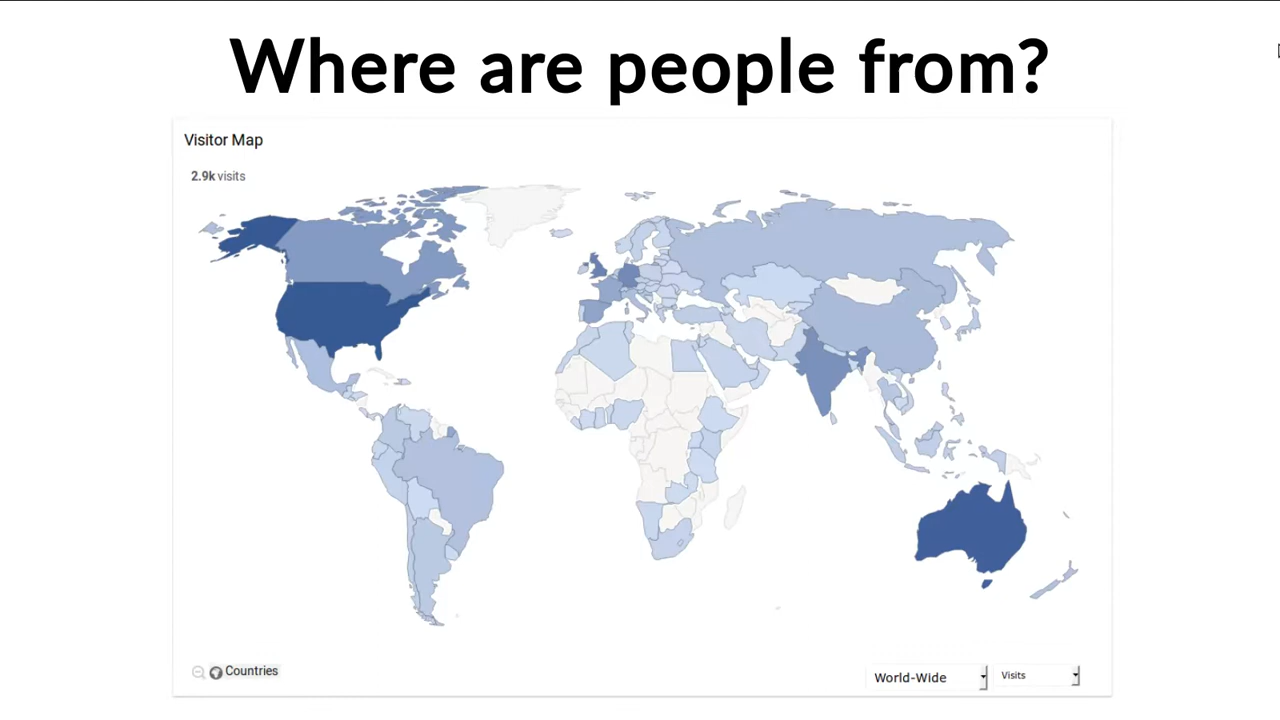 Where are people from?
Visitor Map
2.9k visits
Countries
World-Wide
Visits